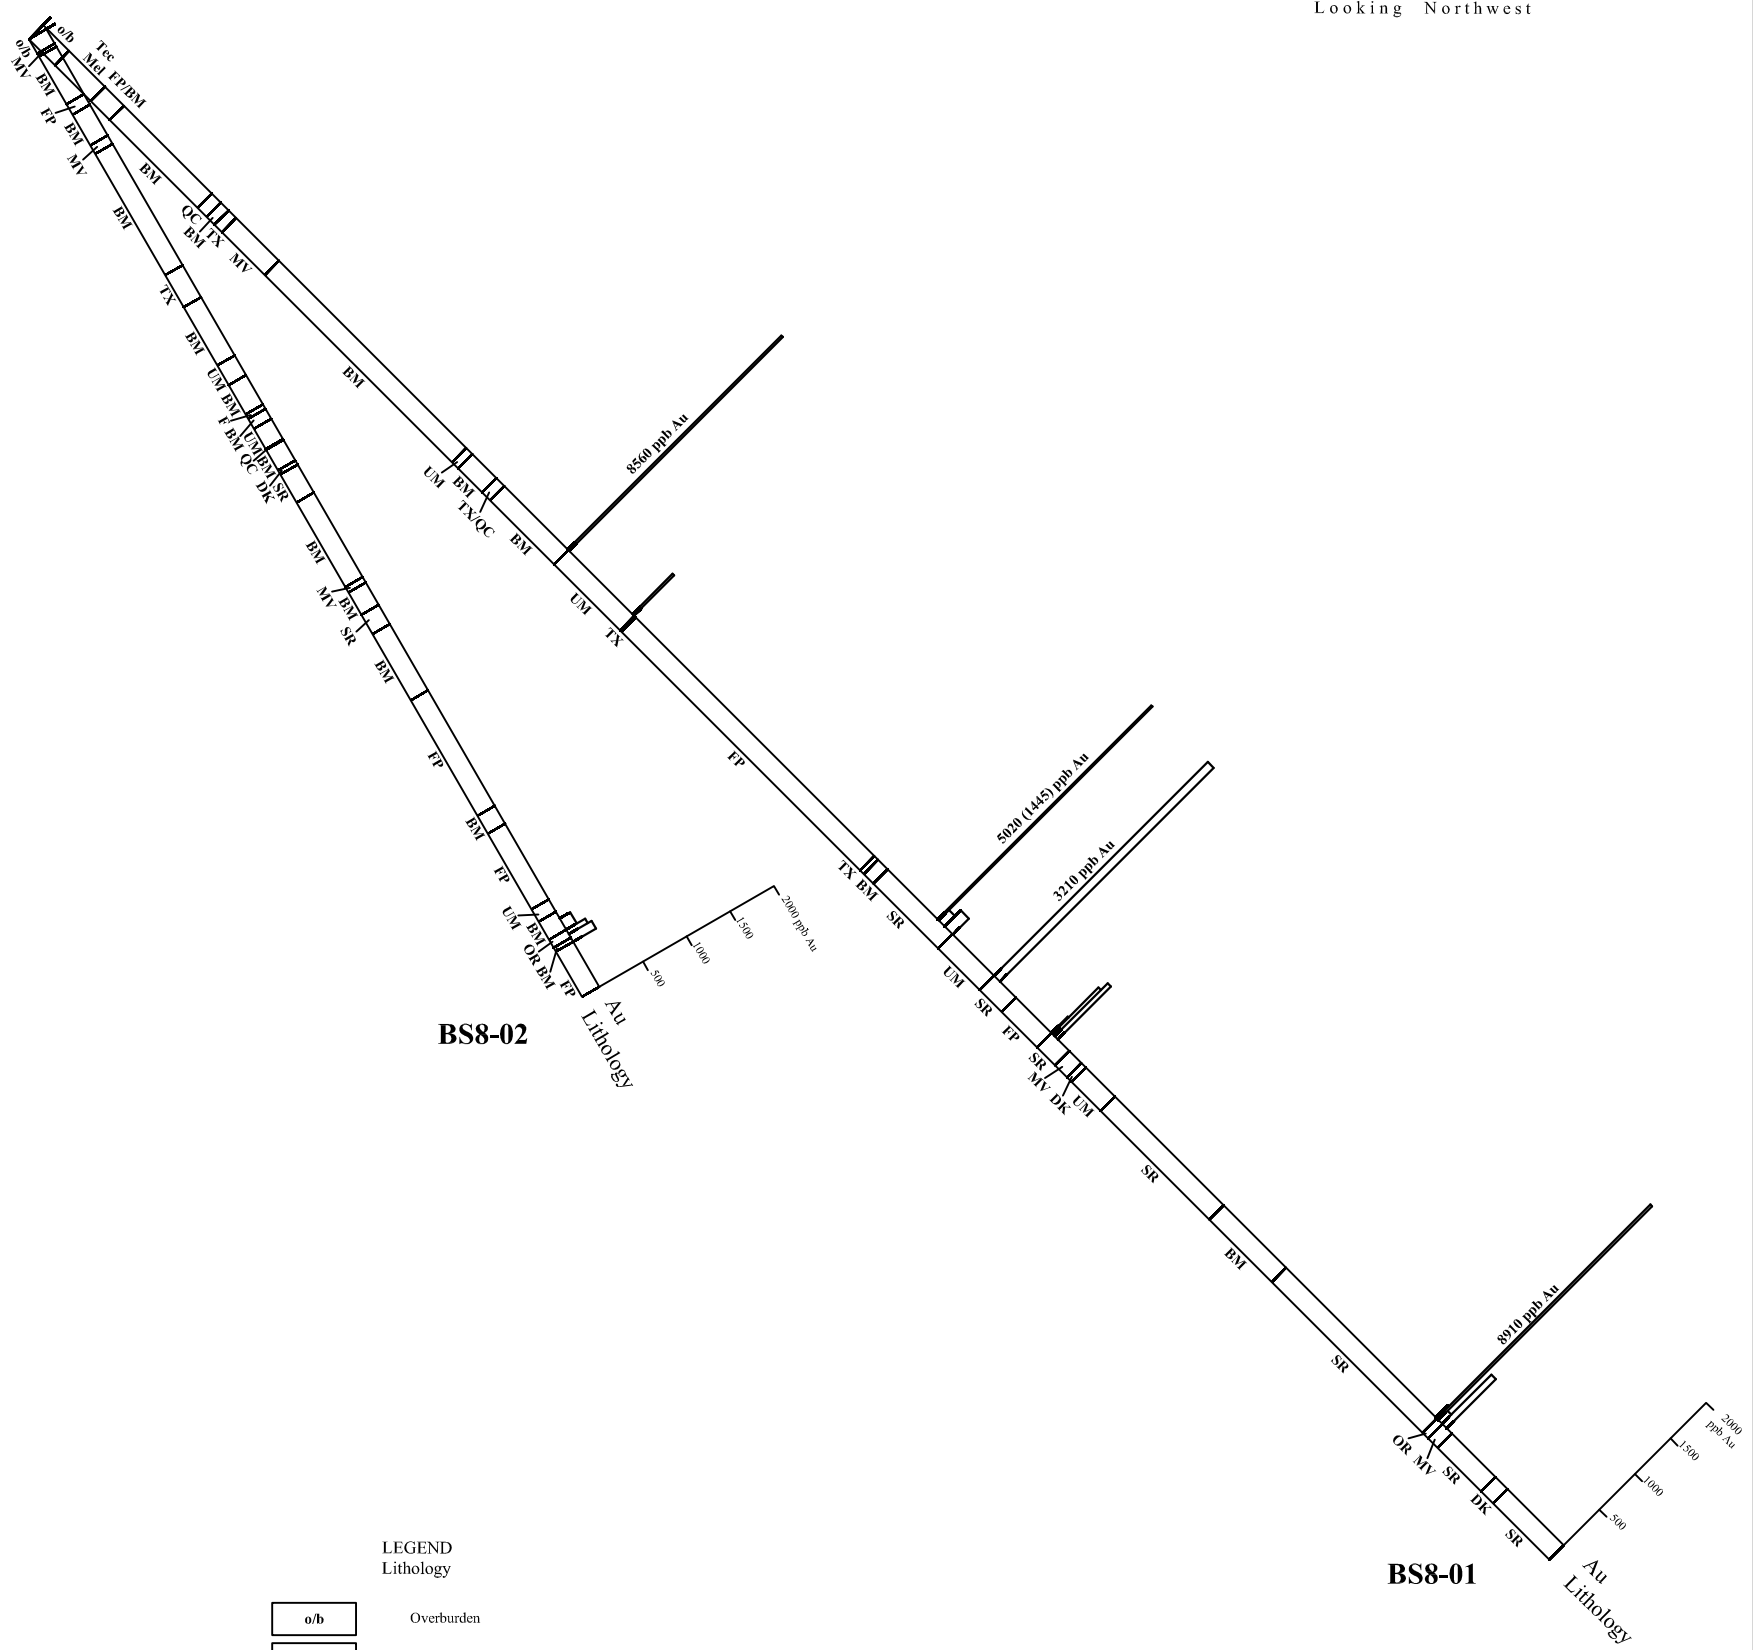 Looking Northwest
o/b
Tec
Mel FP/BM
BM
QC
BM
TX
MV
BM
UM
BM
TX/QC
BM
8560 ppb Au
UM
TX
FP
TX
BM
SR
5020 (1445) ppb Au
UM
3210 ppb Au
SR
FP
SR
MV
DK
UM
SR
BM
SR
8910 ppb Au
OR
MV
SR
DK
SR
500
1000
1500
2000
ppb Au
Au
Lithology
BS8-01
o/b
MV
BM
FP
BM
MV
BM
TX
BM
UM
BM
F
BM
UM
QC
BM
DK
SR
BM
MV
BM
SR
BM
FP
BM
FP
UM
BM
OR
BM
FP
500
1000
1500
2000 ppb Au
Au
Lithology
BS8-02
LEGEND
Lithology
o/b Overburden